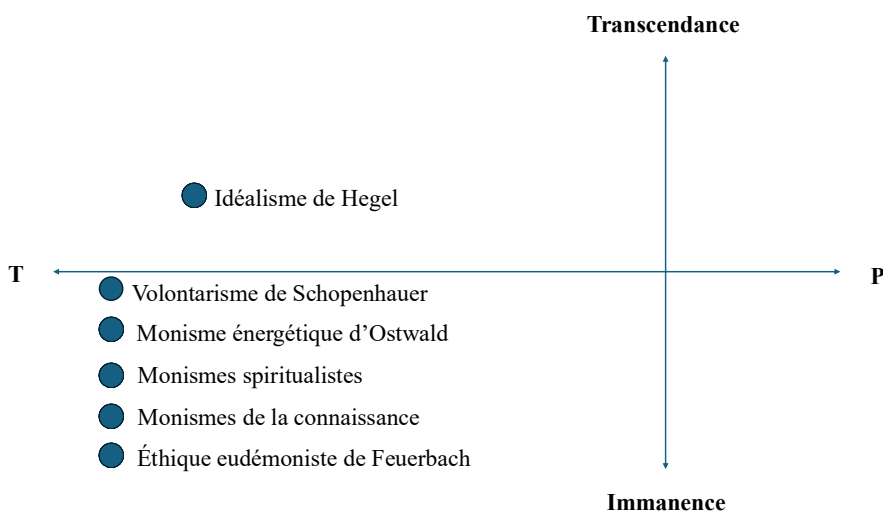 Transcendance
Idéalisme de Hegel
T
P
Volontarisme de Schopenhauer
Monisme énergétique d’Ostwald
Monismes spiritualistes
Monismes de la connaissance
Éthique eudémoniste de Feuerbach
Immanence